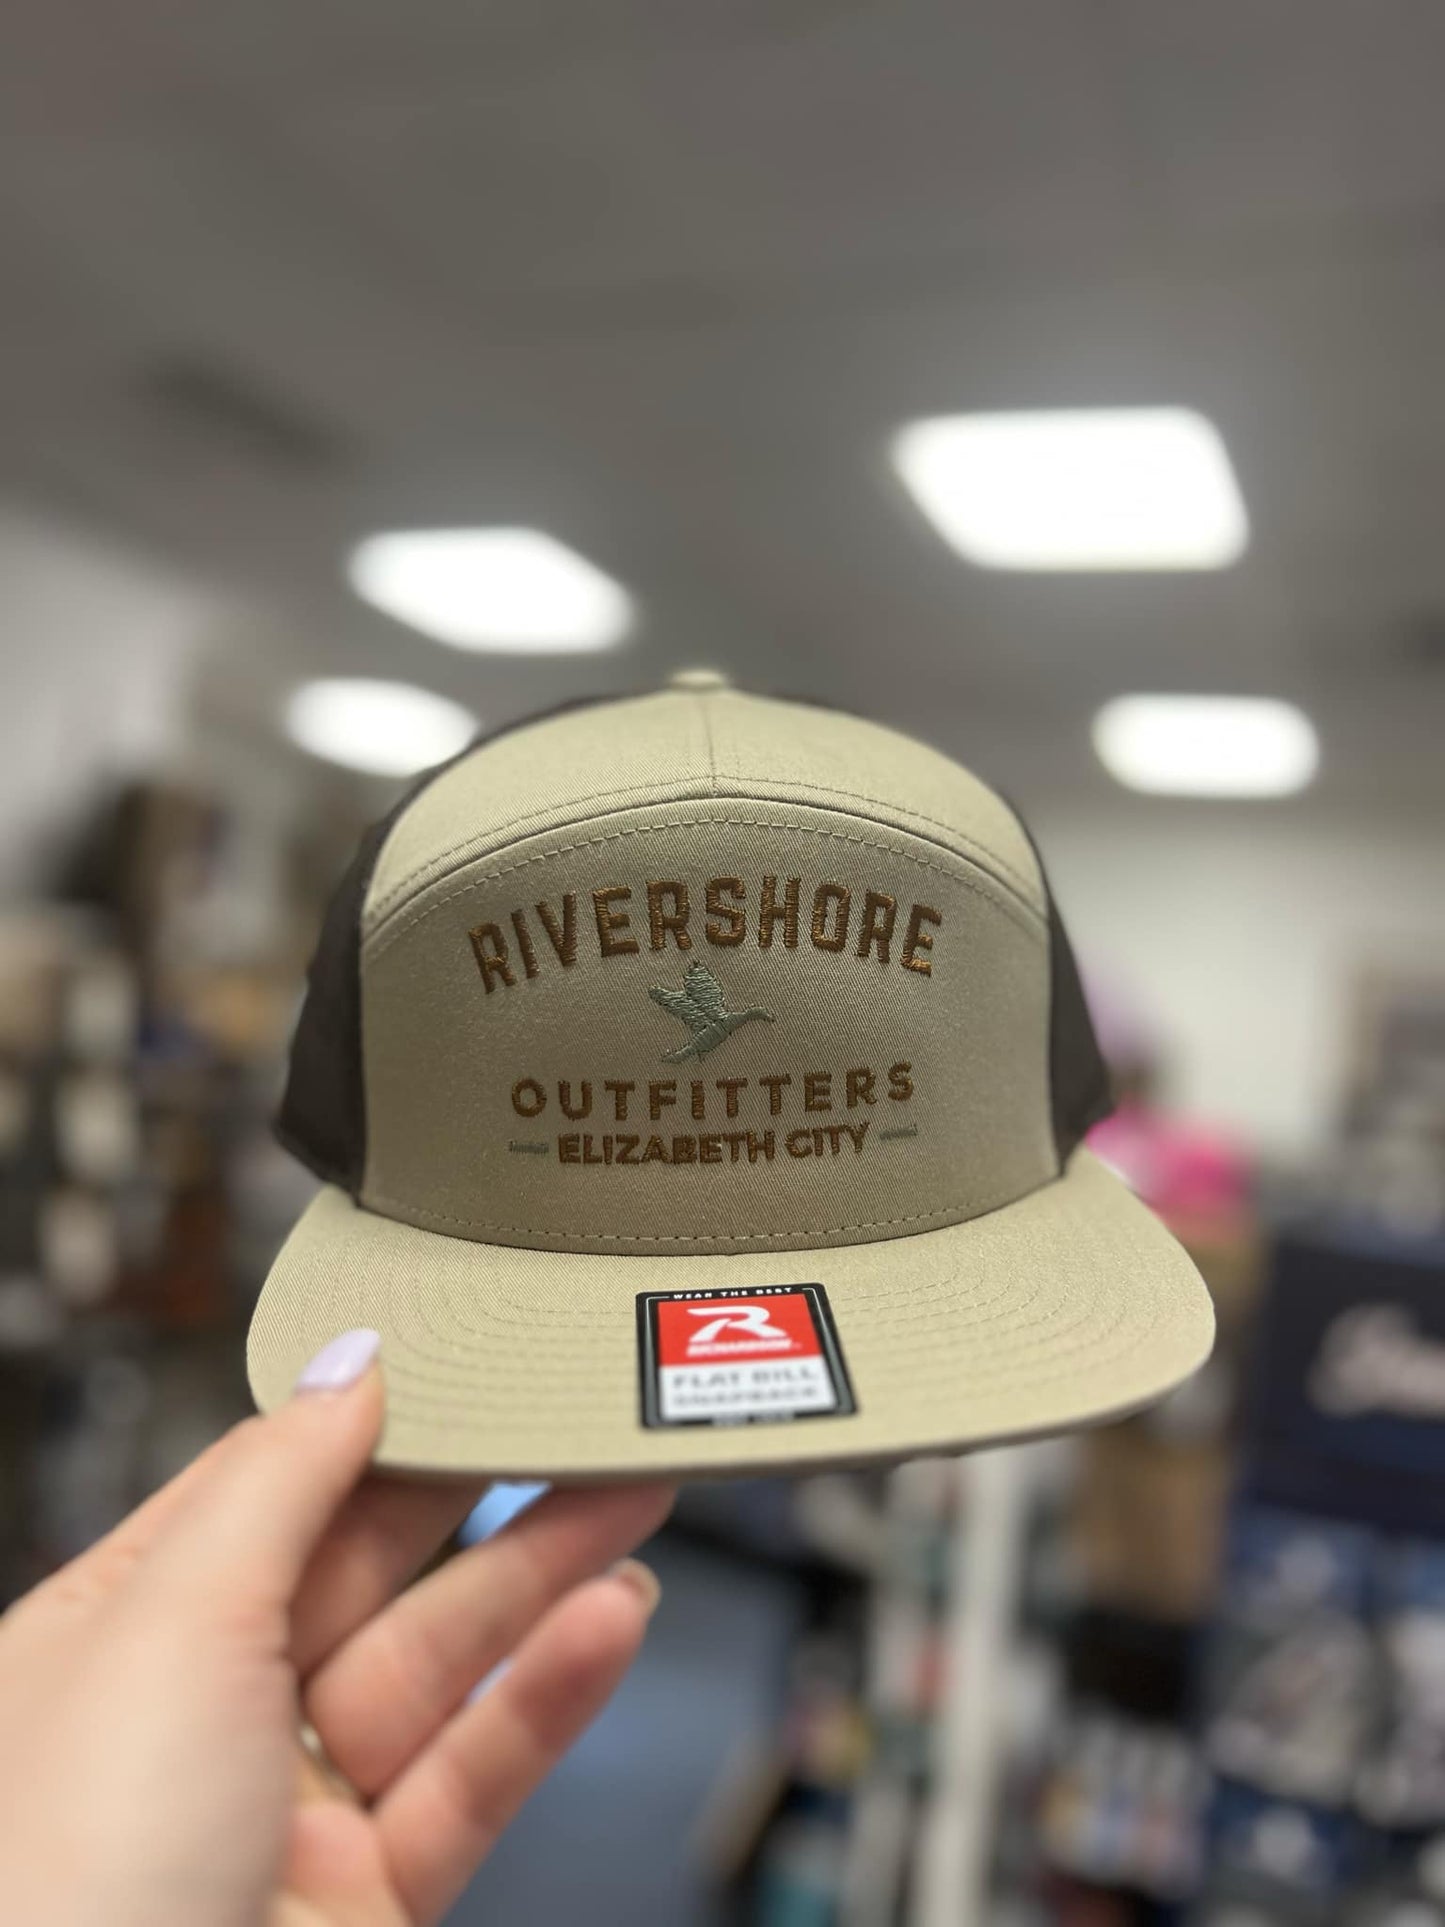 RIVERSHORE
OUTFITTERS
ELIZABETH CITY
WEAR THE BEST
R
RICHARDSON
FLAT BILL
SNAPBACK